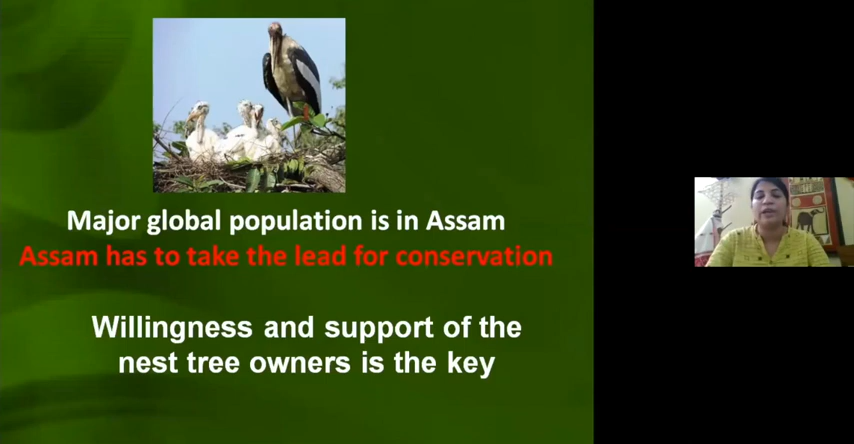 Major global population is in Assam
Assam has to take the lead for conservation
Willingness and support of the
nest tree owners is the key